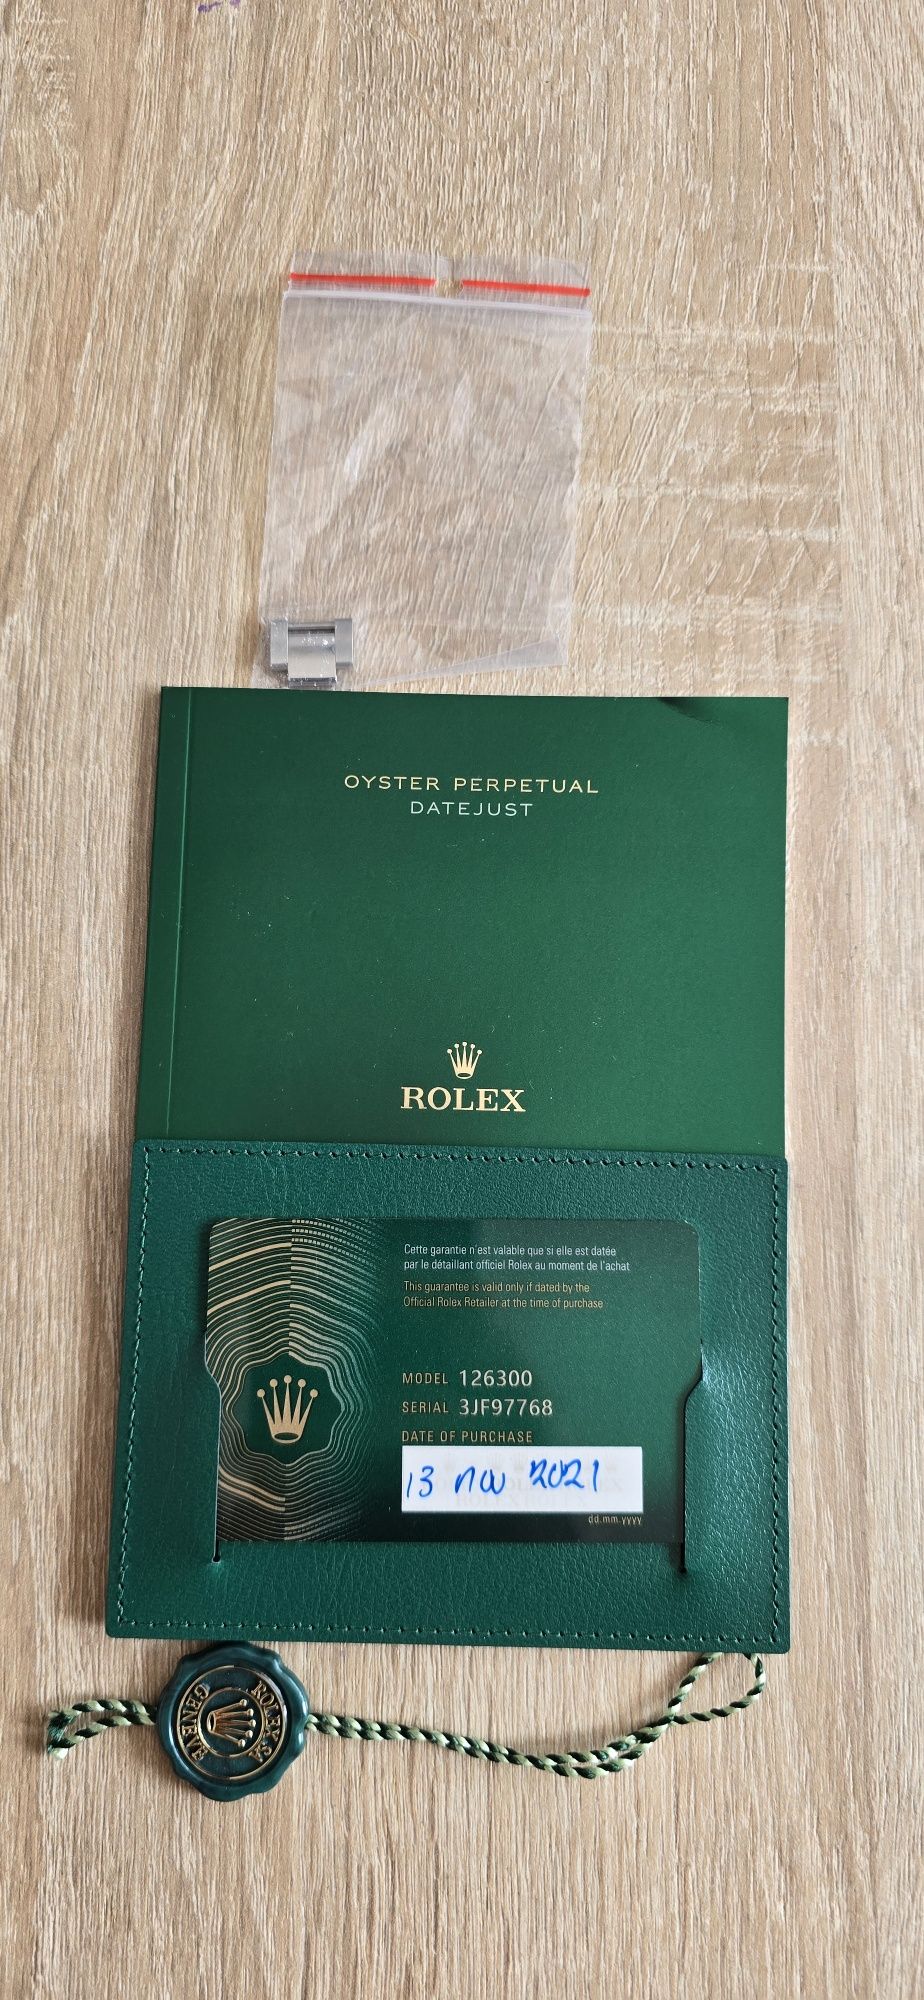 OYSTER PERPETUAL
DATEJUST
ROLEX
Cette garantie n'est valable que si elle est datée
par le détaillant officiel Rolex au moment de l'achat
This guarantee is valid only if dated by the
Official Rolex Retailer at the time of purchase
MODEL 126300
SERIAL 3JF97768
DATE OF PURCHASE
13 nov 2021
dd.mm.yyyy
ROLEX.SA
GENEVE